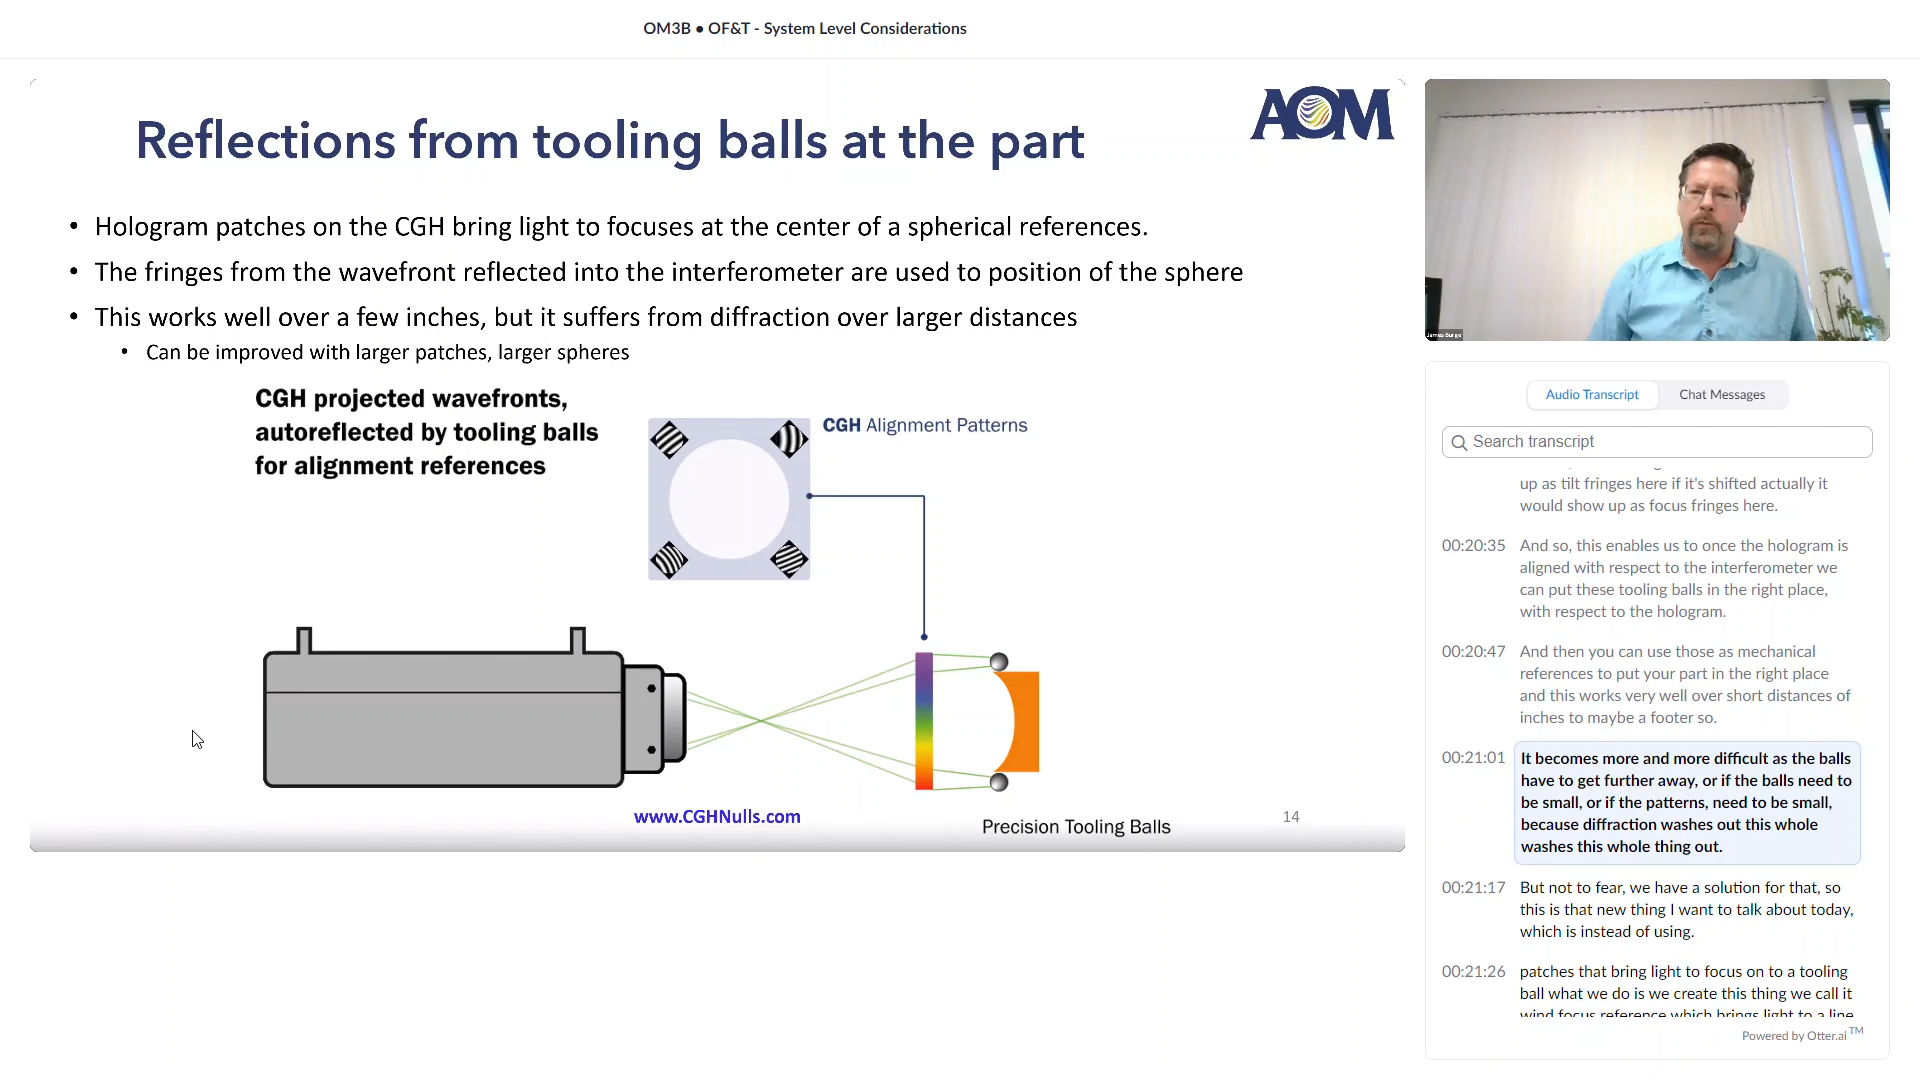 OM3B ● OF&T - System Level Considerations
Reflections from tooling balls at the part
AOM
• Hologram patches on the CGH bring light to focuses at the center of a spherical references.
• The fringes from the wavefront reflected into the interferometer are used to position of the sphere
• This works well over a few inches, but it suffers from diffraction over larger distances
• Can be improved with larger patches, larger spheres
CGH projected wavefronts,
autoreflected by tooling balls
for alignment references
CGH Alignment Patterns
www.CGHNulls.com
Precision Tooling Balls
14
James Burge
Audio Transcript
Chat Messages
Search transcript
up as tilt fringes here if it's shifted actually it
would show up as focus fringes here.
00:20:35 And so, this enables us to once the hologram is
aligned with respect to the interferometer we
can put these tooling balls in the right place,
with respect to the hologram.
00:20:47 And then you can use those as mechanical
references to put your part in the right place
and this works very well over short distances of
inches to maybe a footer so.
00:21:01 It becomes more and more difficult as the balls
have to get further away, or if the balls need to
be small, or if the patterns, need to be small,
because diffraction washes out this whole
washes this whole thing out.
00:21:17 But not to fear, we have a solution for that, so
this is that new thing I want to talk about today,
which is instead of using.
00:21:26 patches that bring light to focus on to a tooling
ball what we do is we create this thing we call it
wind focus reference which brings light to a line
Powered by Otter.ai TM